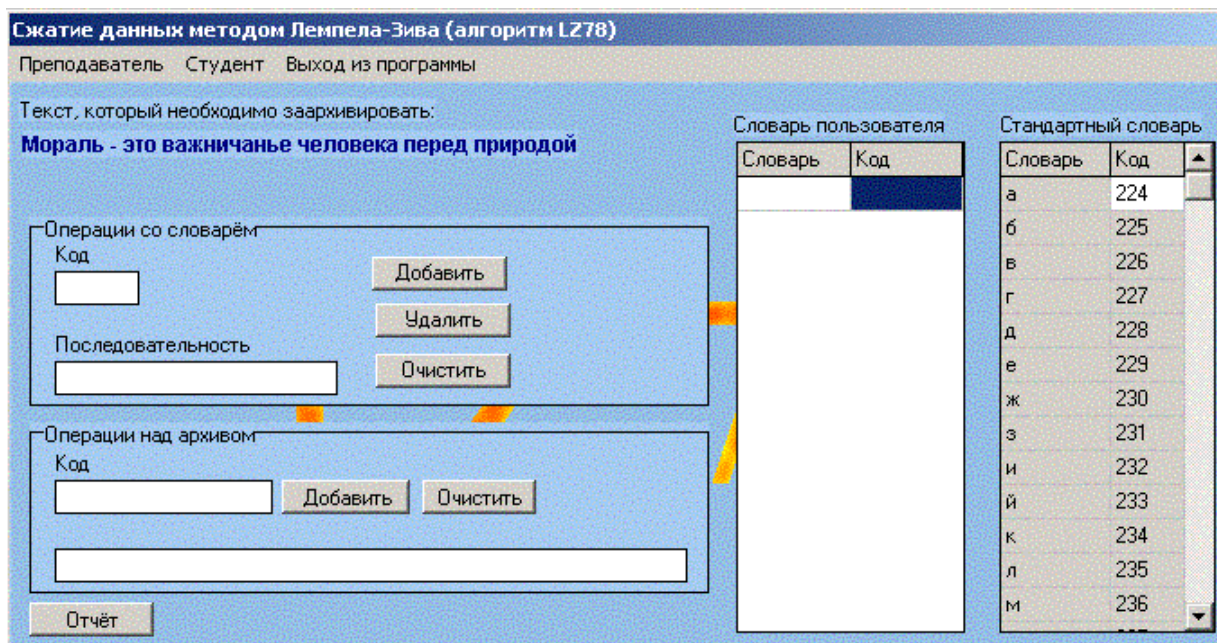 Сжатие данных методом Лемпела-Зива (алгоритм LZ78)
Преподаватель Студент Выход из программы
Текст, который необходимо заархивировать:
Мораль - это важничанье человека перед природой
Операции со словарём
Код
Добавить
Удалить
Последовательность
Очистить
Операции над архивом
Код
Добавить Очистить
Отчёт
Словарь пользователя
Словарь Код
Стандартный словарь
Словарь Код
а 224
б 225
в 226
г 227
д 228
е 229
ж 230
з 231
и 232
й 233
к 234
л 235
м 236